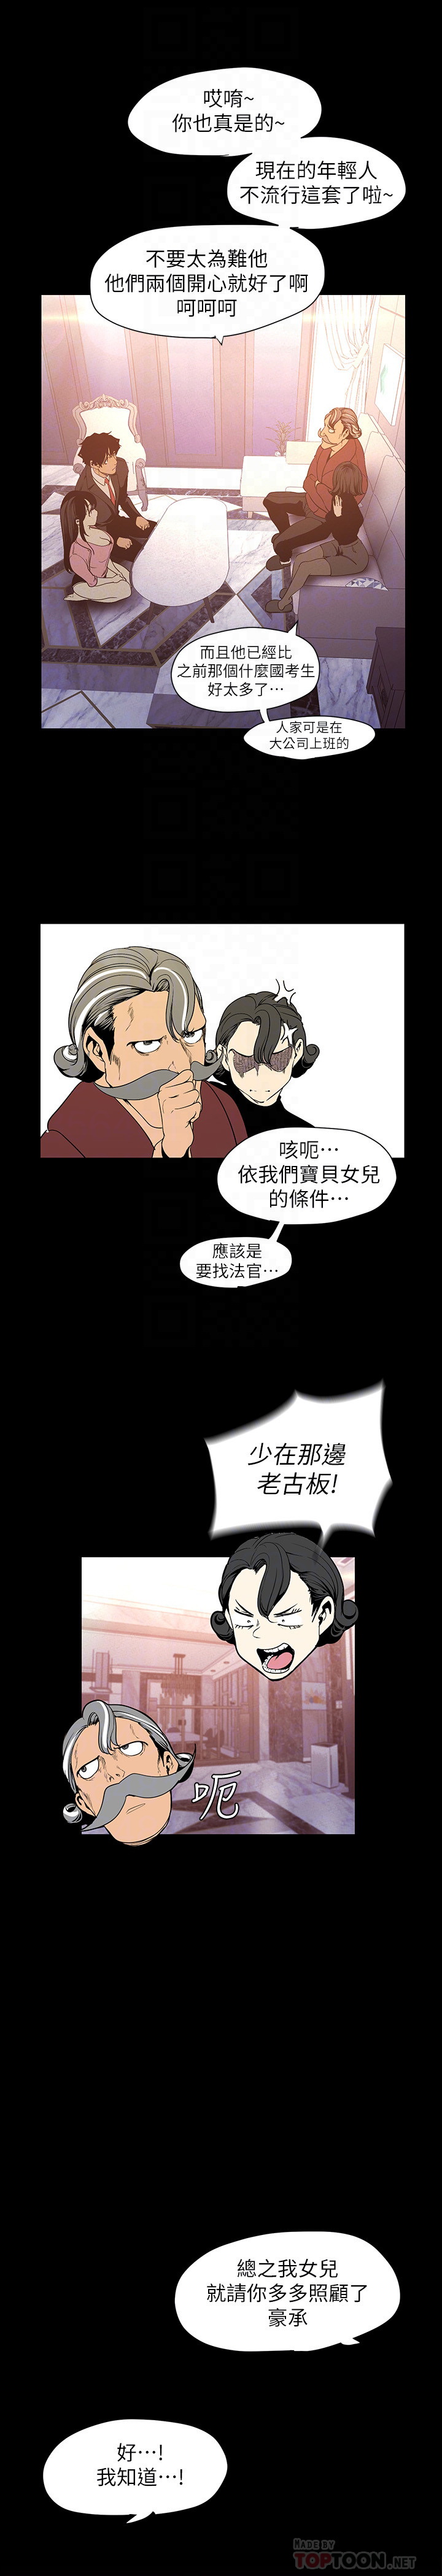 哎唷~
你也真是的~
現在的年輕人
不流行這套了啦~
不要太為難他
他們兩個開心就好了啊
呵呵呵
而且他已經比
之前那個什麼國考生
好太多了…
人家可是在
大公司上班的
咳呃…
依我們寶貝女兒
的條件…
應該是
要找法官…
少在那邊
老古板!
呃
總之我女兒
就請你多多照顧了
豪承
好…!
我知道…!
MADE BY
TOPTOON.NET